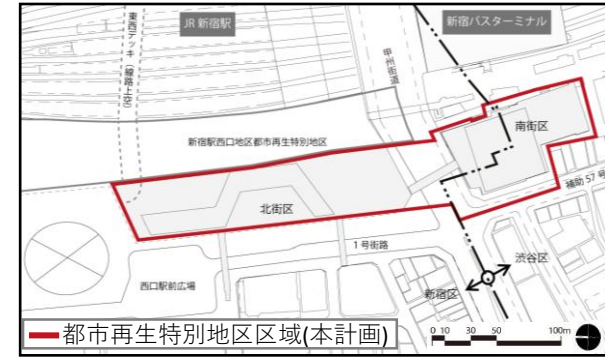 東西デッキ（線路上空）
JR 新宿駅
新宿バスターミナル
甲州街道
新宿駅西口地区都市再生特別地区
南街区
補助 57 号
北街区
1 号街路
西口駅前広場
渋谷区
新宿区
都市再生特別地区区域(本計画)
0 10 30 50 100m